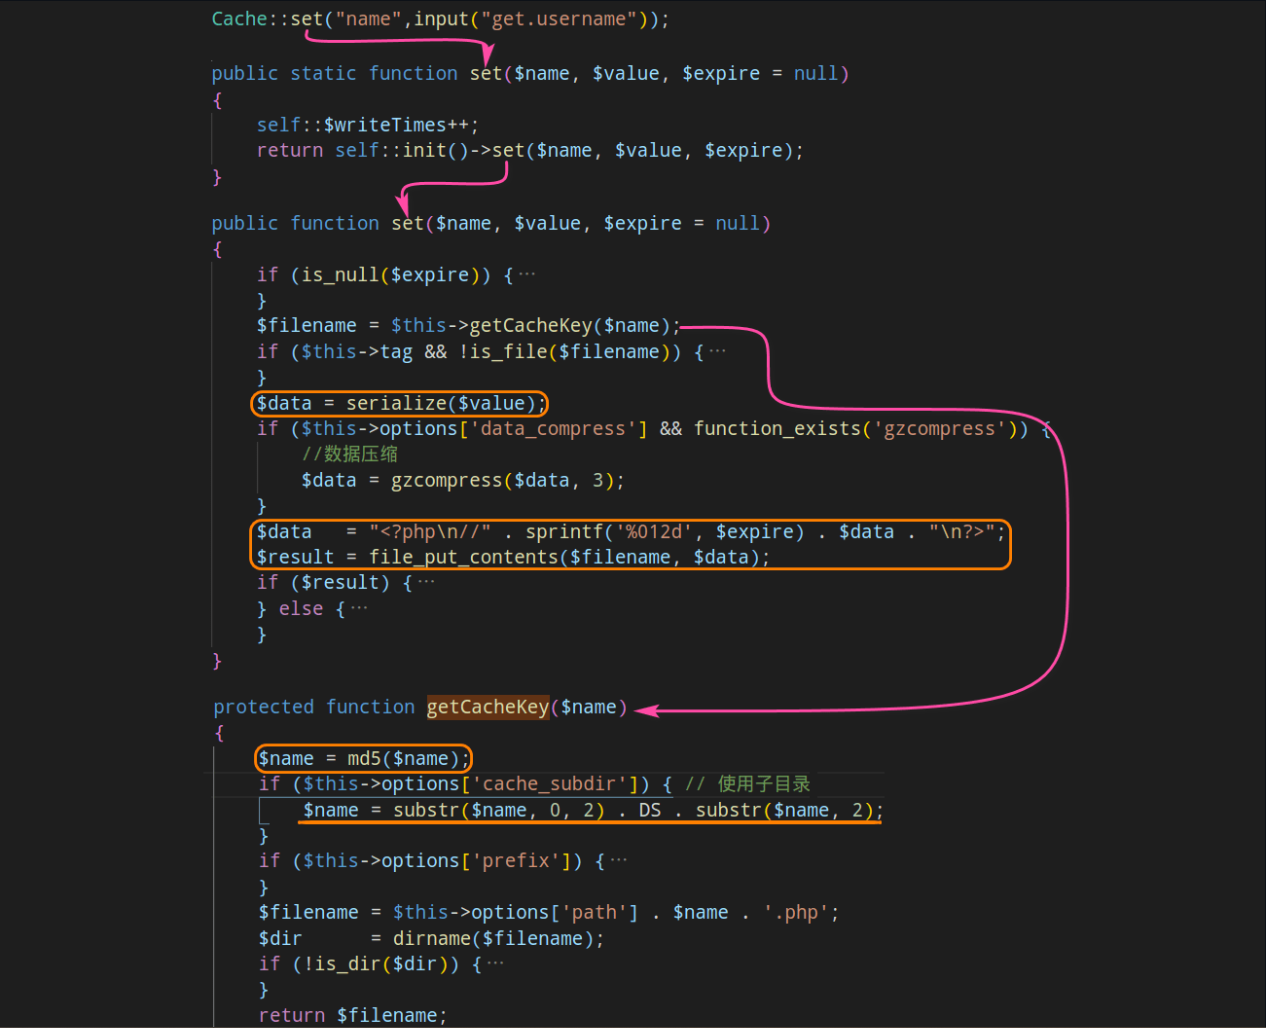 Cache::set("name",input("get.username"));
public static function set($name, $value, $expire = null)
{
self::$writeTimes++;
return self::init()->set($name, $value, $expire);
}
public function set($name, $value, $expire = null)
{
if (is_null($expire)) {···
}
$filename = $this->getCacheKey($name);
if ($this->tag && !is_file($filename)) {···
}
$data = serialize($value);
if ($this->options['data_compress'] && function_exists('gzcompress')) {
//数据压缩
$data = gzcompress($data, 3);
}
$data   = "<?php\n//" . sprintf('%012d', $expire) . $data . "\n?>";
$result = file_put_contents($filename, $data);
if ($result) {···
} else {···
}
}
protected function getCacheKey($name)
{
$name = md5($name);
if ($this->options['cache_subdir']) { // 使用子目录
$name = substr($name, 0, 2) . DS . substr($name, 2);
}
if ($this->options['prefix']) {···
}
$filename = $this->options['path'] . $name . '.php';
$dir      = dirname($filename);
if (!is_dir($dir)) {···
}
return $filename;